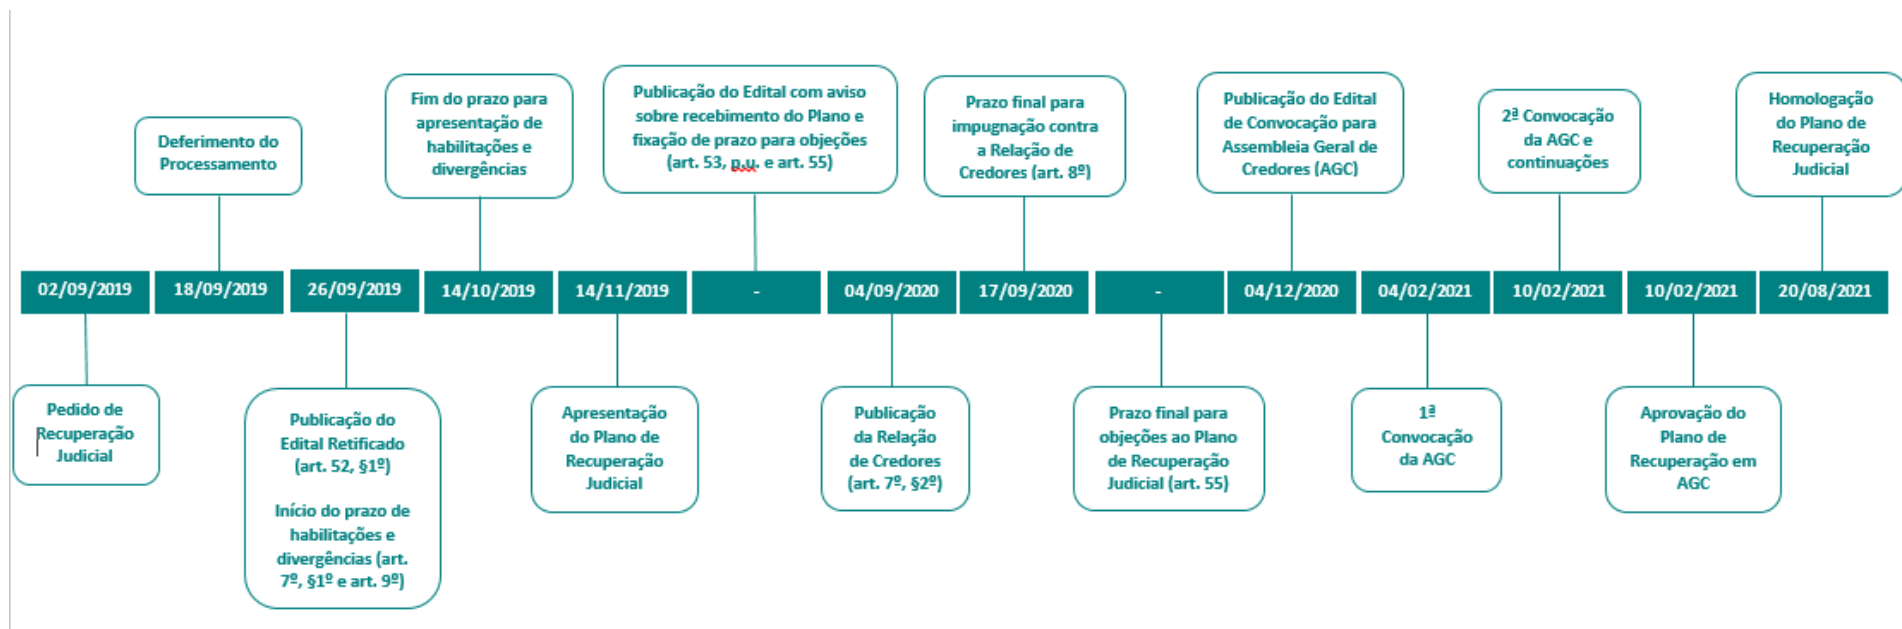 Deferimento do
Processamento
Fim do prazo para
apresentação de
habilitações e
divergências
Publicação do Edital com aviso
sobre recebimento do Plano e
fixação de prazo para objeções
(art. 53, p.u. e art. 55)
Prazo final para
impugnação contra
a Relação de
Credores (art. 8º)
Publicação do Edital
de Convocação para
Assembleia Geral de
Credores (AGC)
2ª Convocação
da AGC e
continuações
Homologação
do Plano de
Recuperação
Judicial
02/09/2019
18/09/2019
26/09/2019
14/10/2019
14/11/2019
-
04/09/2020
17/09/2020
-
04/12/2020
04/02/2021
10/02/2021
10/02/2021
20/08/2021
Pedido de
Recuperação
Judicial
Publicação do
Edital Retificado
(art. 52, §1º)
Início do prazo de
habilitações e
divergências (art.
7º, §1º e art. 9º)
Apresentação
do Plano de
Recuperação
Judicial
Publicação
da Relação
de Credores
(art. 7º, §2º)
Prazo final para
objeções ao Plano
de Recuperação
Judicial (art. 55)
1ª
Convocação
da AGC
Aprovação do
Plano de
Recuperação em
AGC